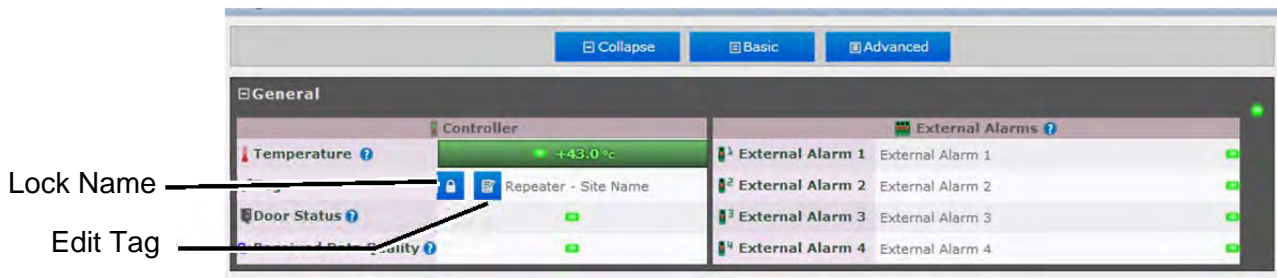 Collapse Basic Advanced
General
Controller External Alarms
Temperature +43.0 °c External Alarm 1 External Alarm 1
Lock Name Repeater - Site Name External Alarm 2 External Alarm 2
Door Status External Alarm 3 External Alarm 3
Edit Tag Quality External Alarm 4 External Alarm 4